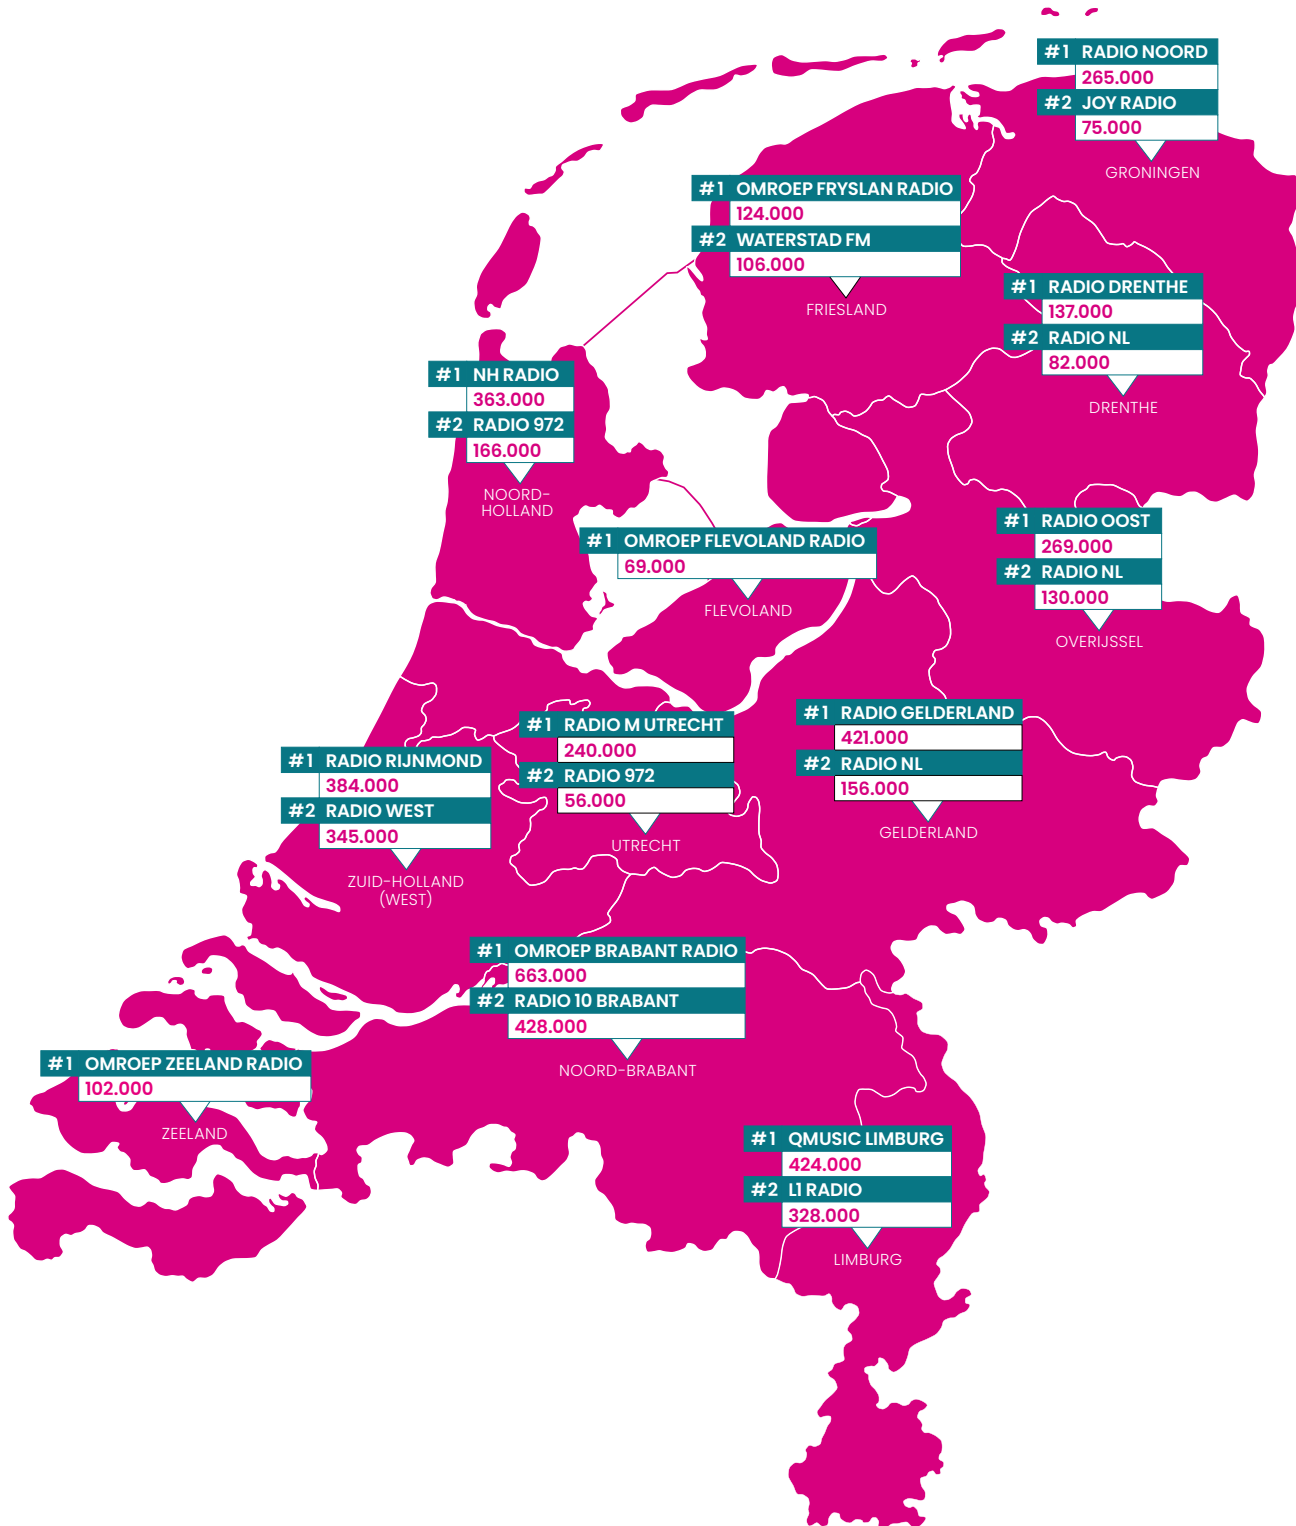 #1 RADIO NOORD
265.000
#2 JOY RADIO
75.000
GRONINGEN
#1 OMROEP FRYSLAN RADIO
124.000
#2 WATERSTAD FM
106.000
FRIESLAND
#1 RADIO DRENTHE
137.000
#2 RADIO NL
82.000
DRENTHE
#1 NH RADIO
363.000
#2 RADIO 972
166.000
NOORD-
HOLLAND
#1 OMROEP FLEVOLAND RADIO
69.000
FLEVOLAND
#1 RADIO OOST
269.000
#2 RADIO NL
130.000
OVERIJSSEL
#1 RADIO M UTRECHT
240.000
#2 RADIO 972
56.000
UTRECHT
#1 RADIO GELDERLAND
421.000
#2 RADIO NL
156.000
GELDERLAND
#1 RADIO RIJNMOND
384.000
#2 RADIO WEST
345.000
ZUID-HOLLAND
(WEST)
#1 OMROEP BRABANT RADIO
663.000
#2 RADIO 10 BRABANT
428.000
NOORD-BRABANT
#1 OMROEP ZEELAND RADIO
102.000
ZEELAND
#1 QMUSIC LIMBURG
424.000
#2 L1 RADIO
328.000
LIMBURG